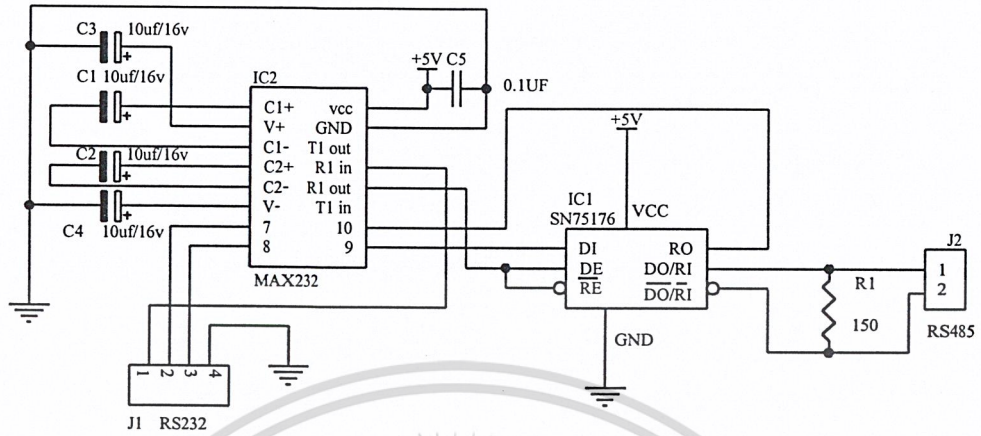 C3 10uf/16v
+
C1 10uf/16v
+
C2 10uf/16v
+
C4 10uf/16v
+
IC2
C1+ vcc
V+ GND
C1- T1 out
C2+ R1 in
C2- R1 out
V- T1 in
7 10
8 9
MAX232
+5V C5
0.1UF
+5V
IC1
SN75176
VCC
DI RO
DE DO/RI
RE DO/RI
GND
R1
150
J2
1
2
RS485
1 2 3 4
J1 RS232